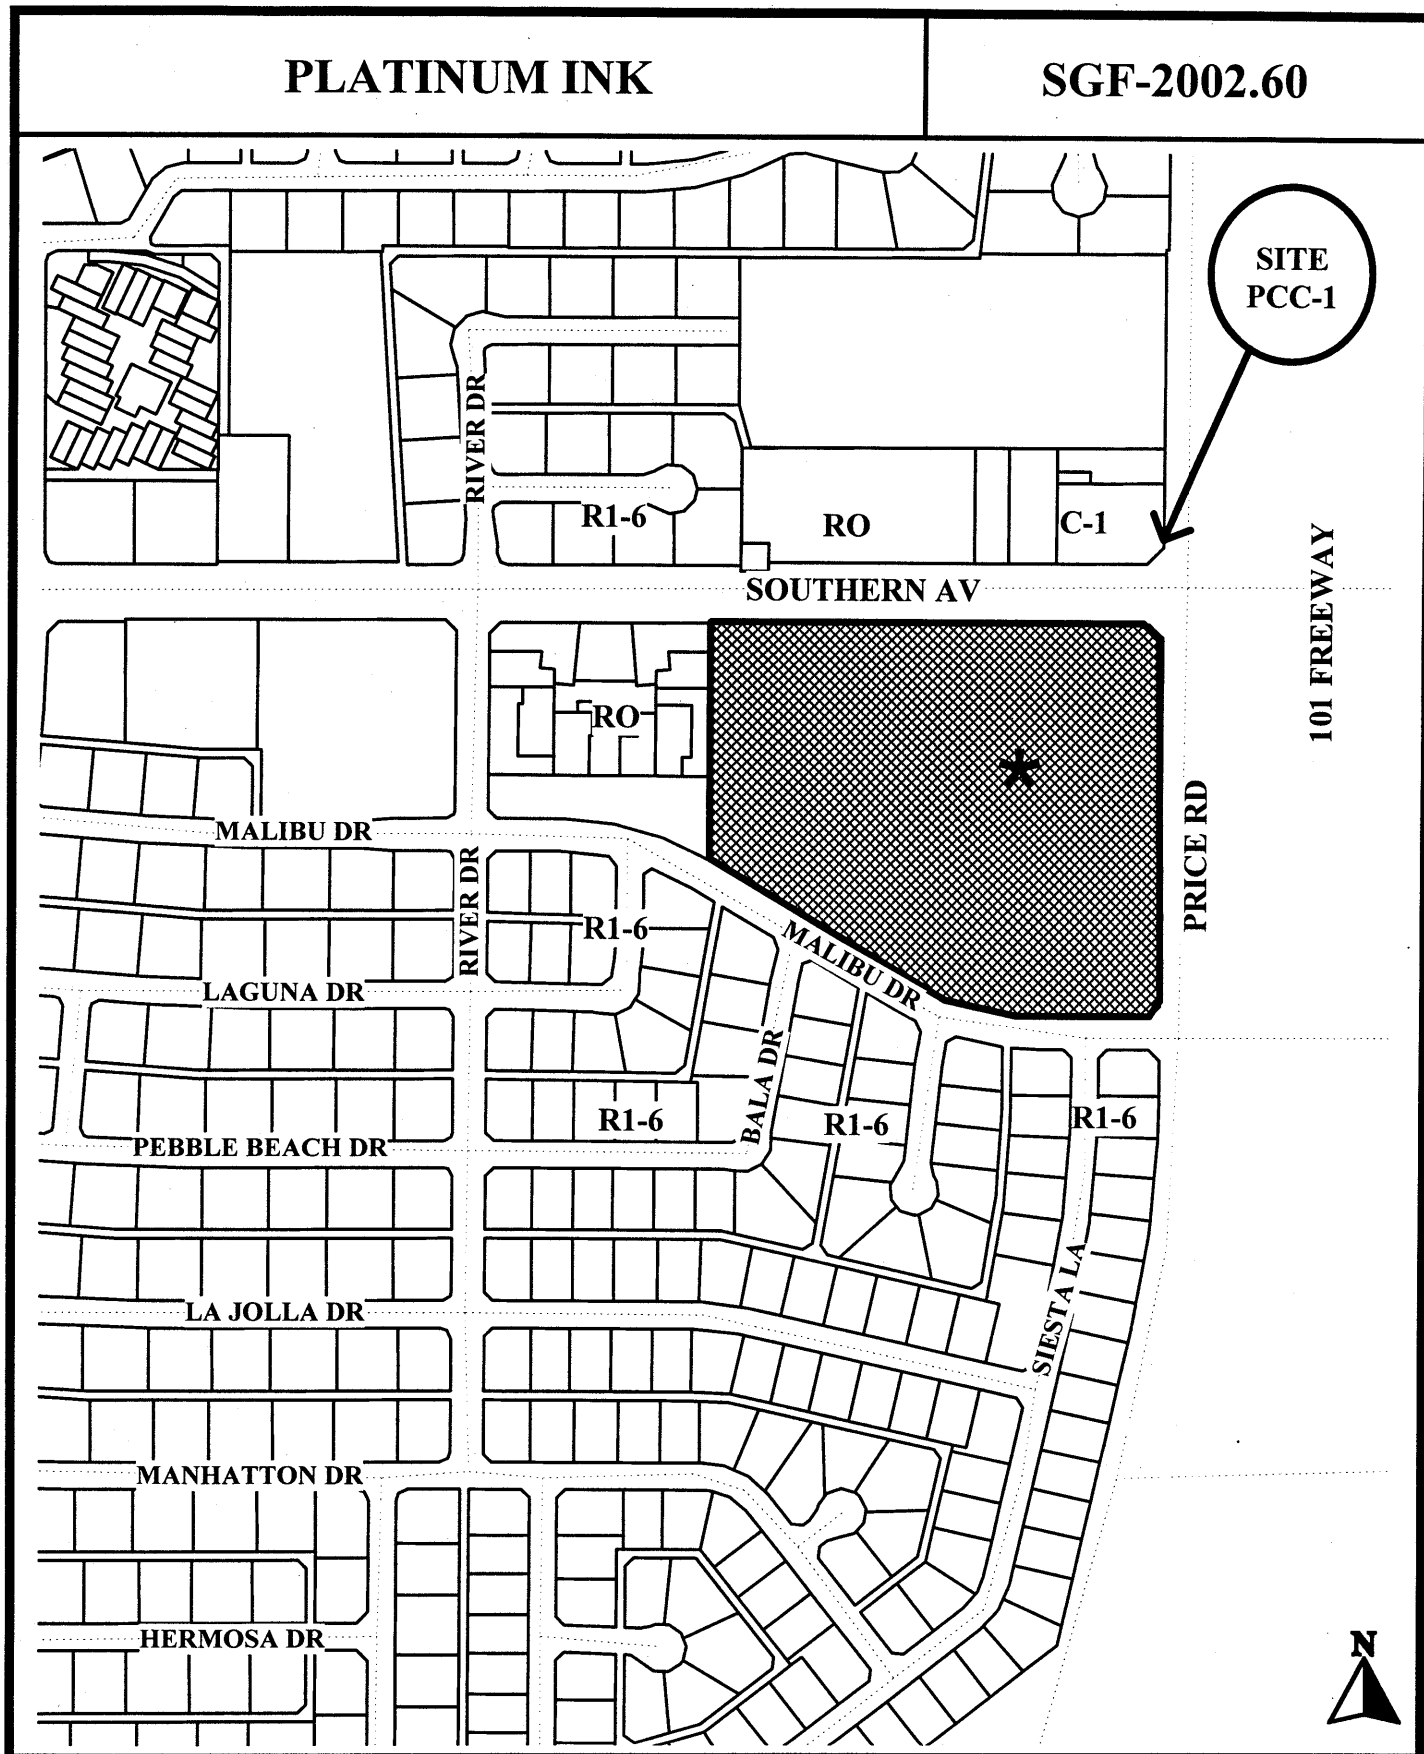 PLATINUM INK
SGF-2002.60
SITE
PCC-1
RIVER DR
R1-6
RO
C-1
SOUTHERN AV
101 FREEWAY
RO
PRICE RD
MALIBU DR
RIVER DR
R1-6
MALIBU DR
LAGUNA DR
BALA DR
R1-6
R1-6
R1-6
PEBBLE BEACH DR
SIESTA LA
LA JOLLA DR
MANHATTON DR
HERMOSA DR
N